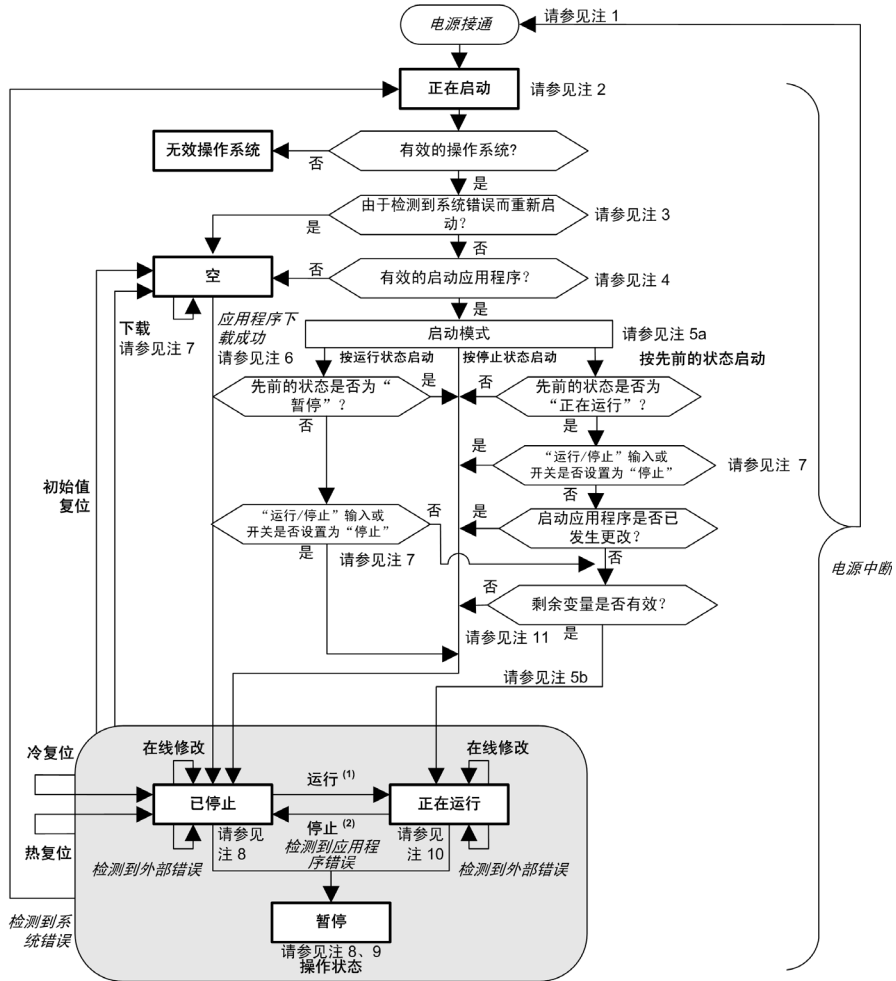 电源接通
请参见注 1
正在启动
请参见注 2
无效操作系统
否
有效的操作系统?
是
由于检测到系统错误而重新启
动?
请参见注 3
是
否
空
否
有效的启动应用程序?
请参见注 4
是
下载
请参见注 7
应用程序下
载成功
请参见注 6
启动模式
请参见注 5a
按运行状态启动
按停止状态启动
按先前的状态启动
先前的状态是否为“
暂停”?
是
否
先前的状态是否为
“正在运行”?
否
是
是
“运行/停止”输入或
开关是否设置为“停止”
请参见注 7
否
初始值
复位
“运行/停止”输入或
开关是否设置为“停止”
否
是
启动应用程序是否已
发生更改?
是
请参见注 7
否
电源中断
否
剩余变量是否有效?
请参见注 11
是
请参见注 5b
冷复位
在线修改
在线修改
运行 (1)
已停止
正在运行
停止 (2)
热复位
请参见
注 8
检测到应用程
序错误
请参见
注 10
检测到外部错误
检测到外部错误
暂停
检测到系
统错误
请参见注 8、9
操作状态